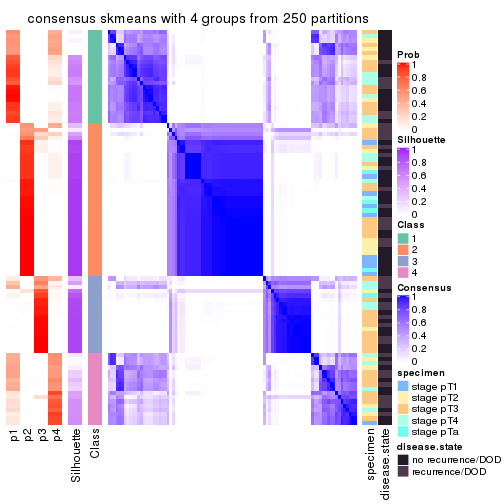 consensus skmeans with 4 groups from 250 partitions
Prob
1
0.8
0.6
0.4
0.2
0
Silhouette
1
0.8
0.6
0.4
0.2
0
Class
1
2
3
4
Consensus
1
0.8
0.6
0.4
0.2
0
specimen
stage pT1
stage pT2
stage pT3
stage pT4
stage pTa
disease.state
no recurrence/DOD
recurrence/DOD
p1
p2
p3
p4
Silhouette
Class
specimen
disease.state